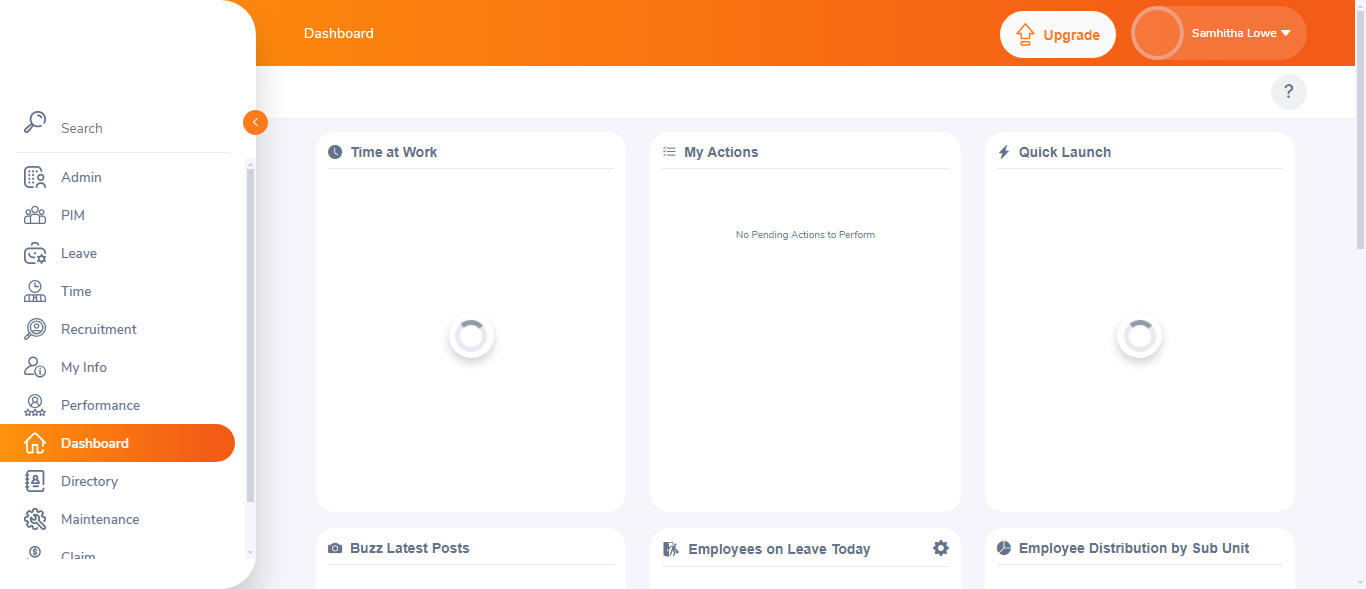 Dashboard
Upgrade
Samhitha Lowe
?
Search
Admin
PIM
Leave
Time
Recruitment
My Info
Performance
Dashboard
Directory
Maintenance
Claim
Time at Work
My Actions
No Pending Actions to Perform
Quick Launch
Buzz Latest Posts
Employees on Leave Today
Employee Distribution by Sub Unit